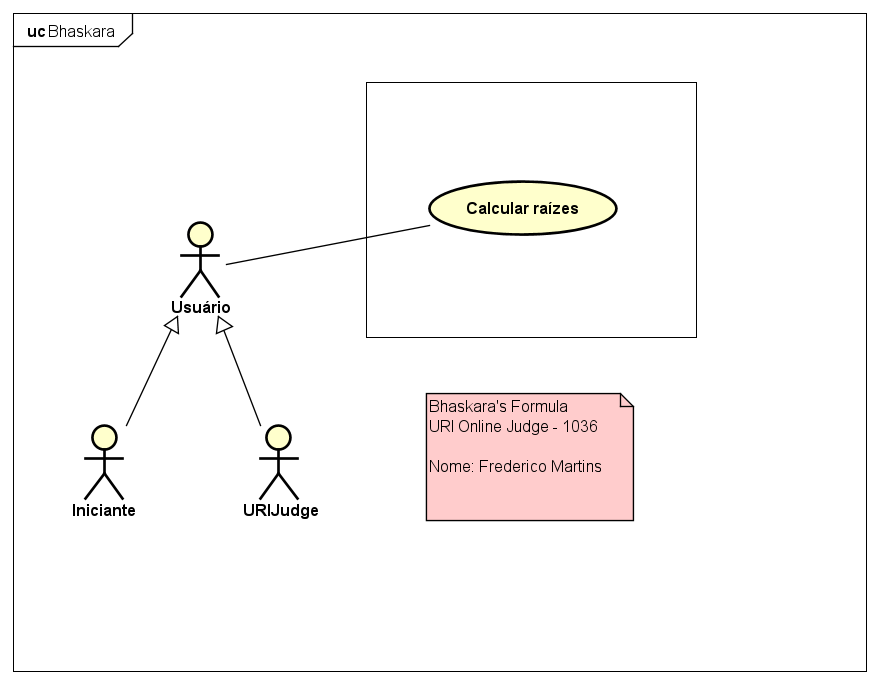 uc Bhaskara
Calcular raízes
Usuário
Iniciante
URIJudge
Bhaskara's Formula
URI Online Judge - 1036
Nome: Frederico Martins